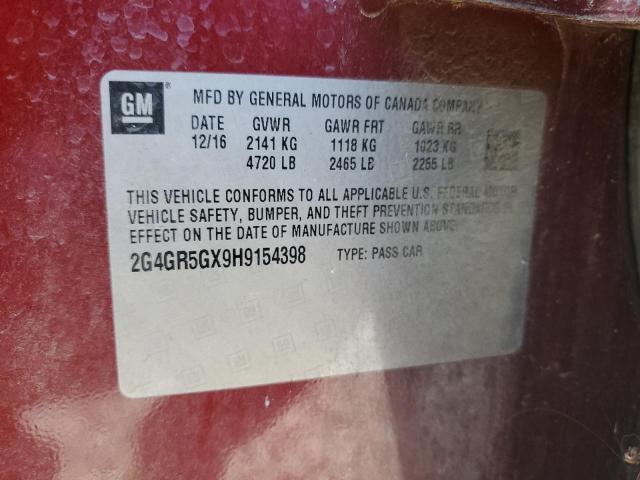 GM
MFD BY GENERAL MOTORS OF CANADA COMPANY
DATE GVWR GAWR FRT GAWR RR
12/16 2141 KG 1118 KG 1023 KG
4720 LB 2465 LB 2255 LB
THIS VEHICLE CONFORMS TO ALL APPLICABLE U.S. FEDERAL MOTOR
VEHICLE SAFETY, BUMPER, AND THEFT PREVENTION STANDARDS IN
EFFECT ON THE DATE OF MANUFACTURE SHOWN ABOVE.
2G4GR5GX9H9154398 TYPE: PASS CAR